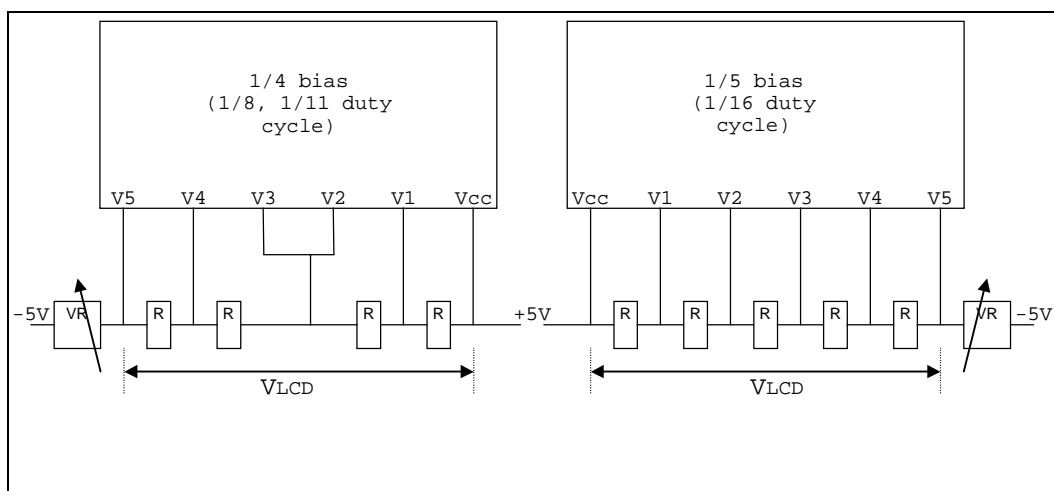 1/4 bias
(1/8, 1/11 duty
cycle)
V5 V4 V3 V2 V1 Vcc
1/5 bias
(1/16 duty
cycle)
Vcc V1 V2 V3 V4 V5
-5V VR R R R R +5V
R R R R R VR -5V
VLCD
VLCD